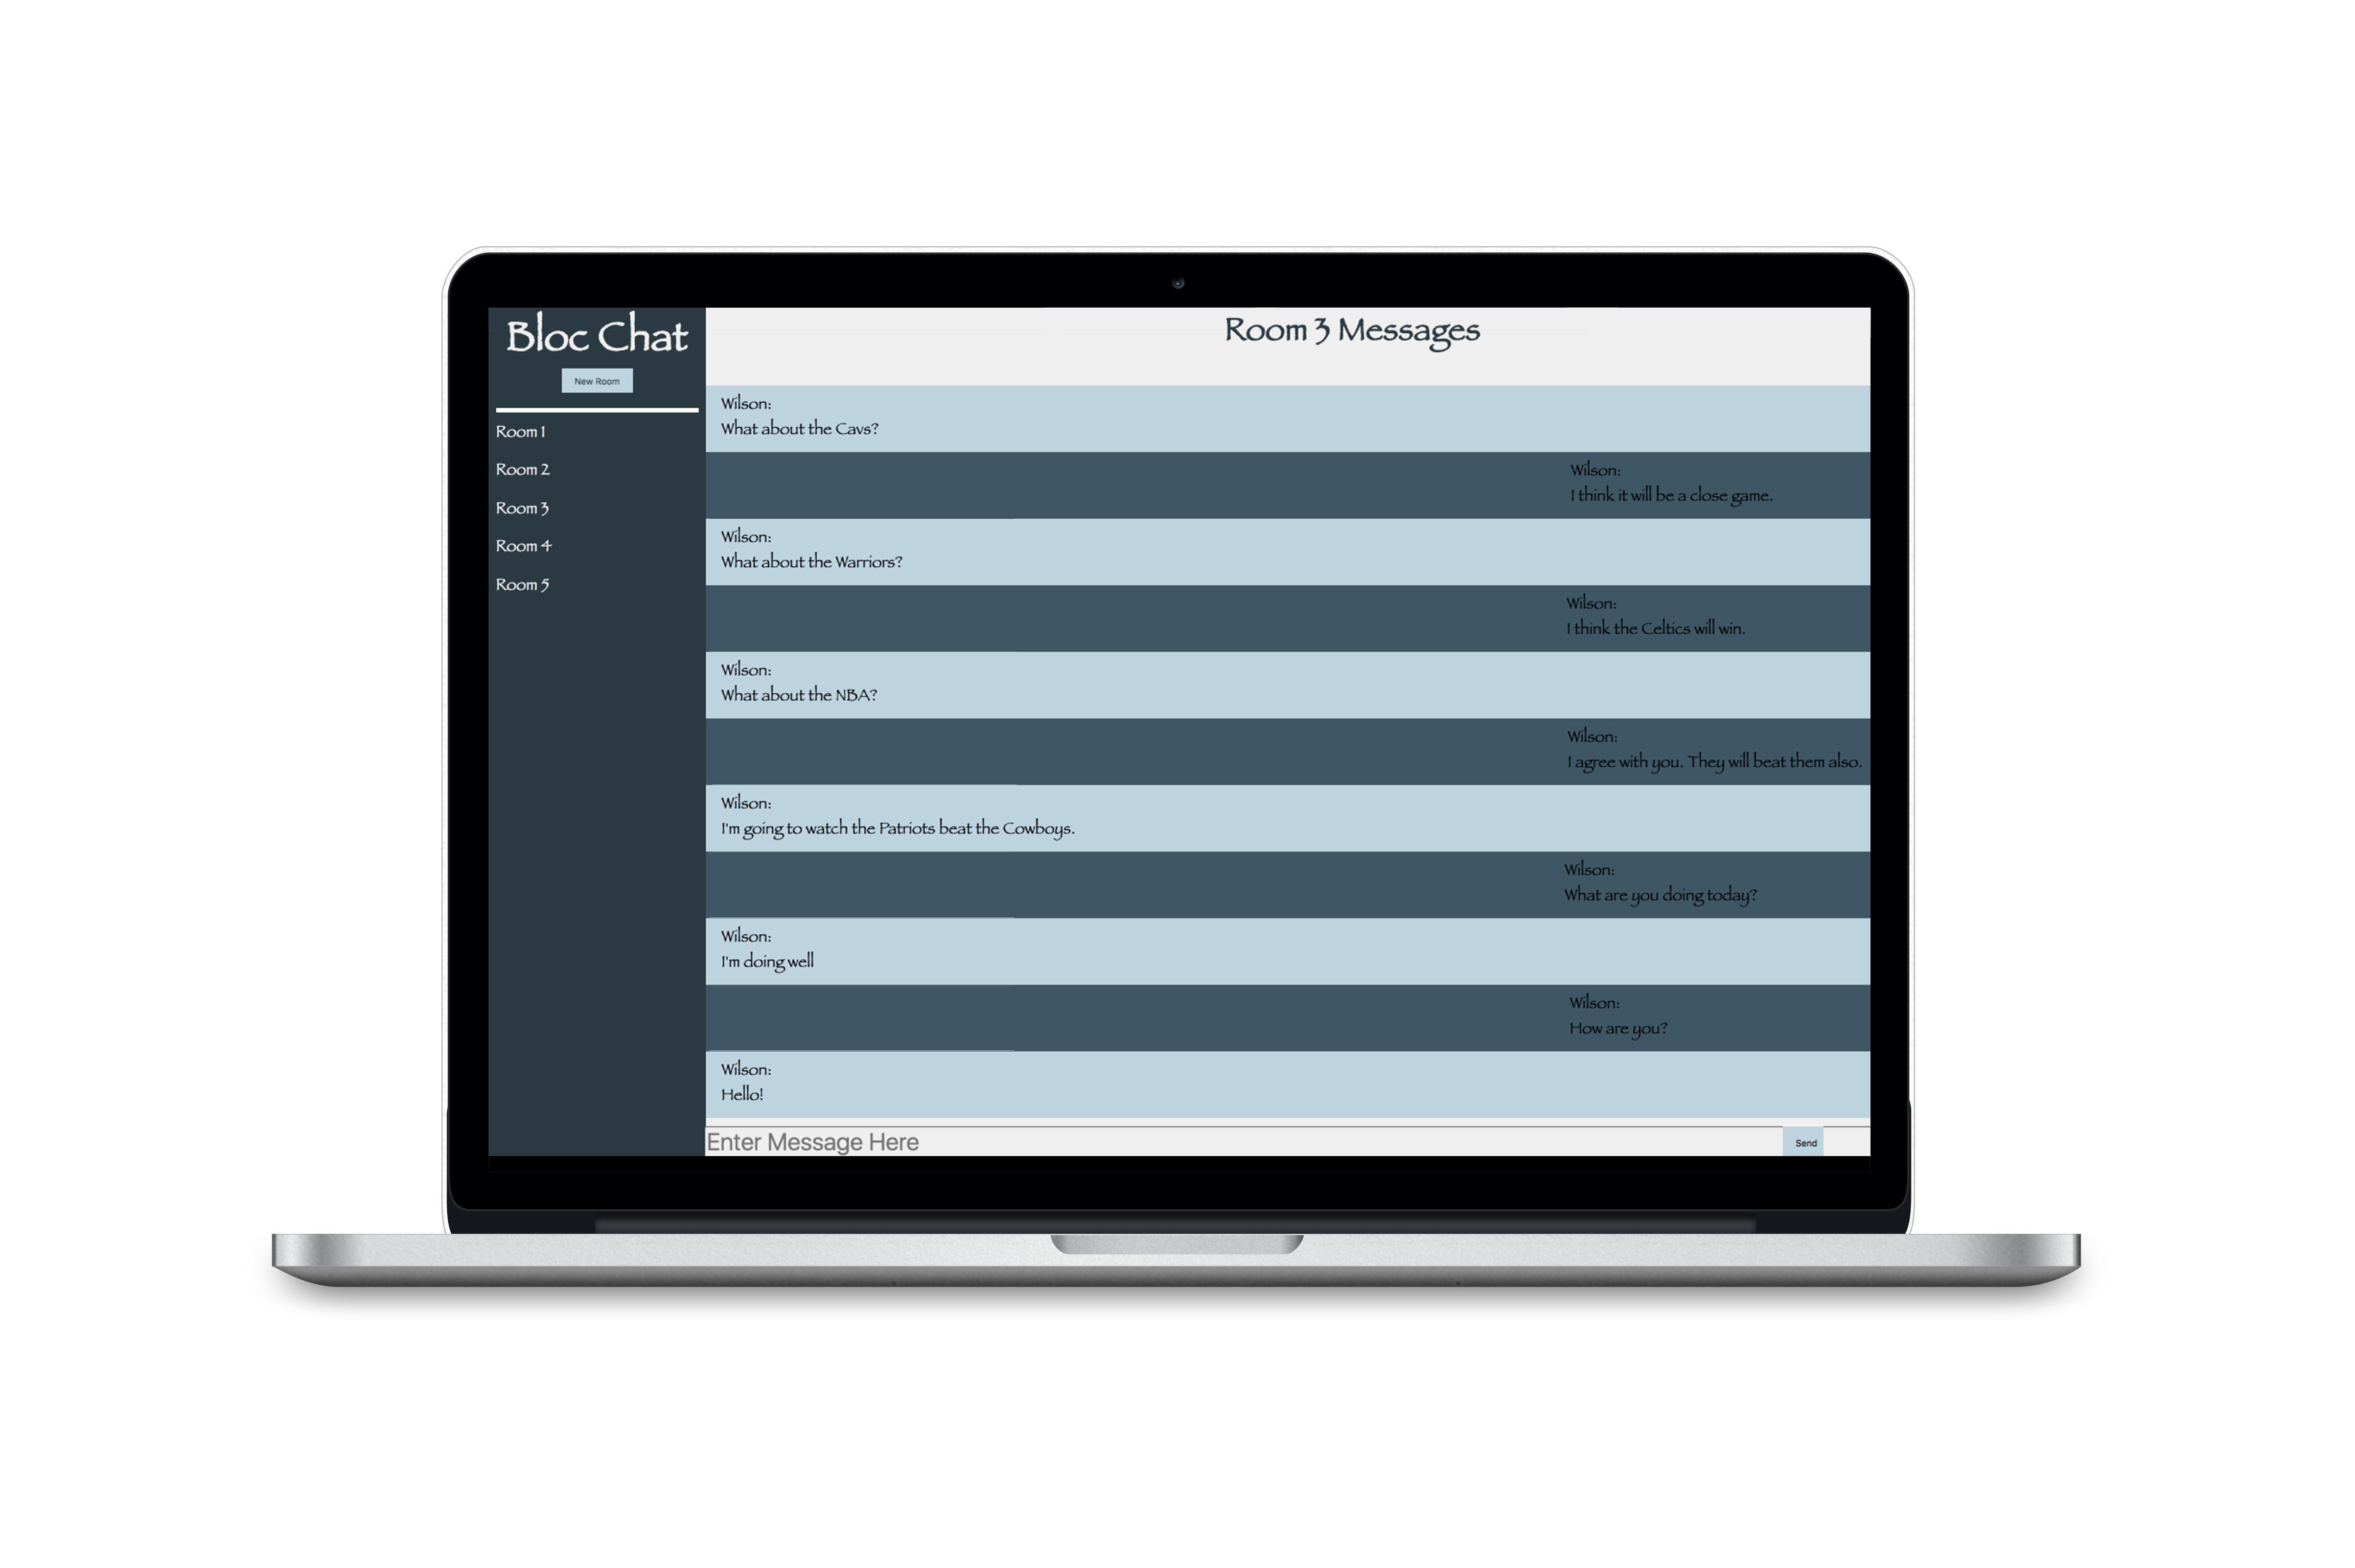 Bloc Chat
New Room
Room 1
Room 2
Room 3
Room 4
Room 5
Room 3 Messages
Wilson:
What about the Cavs?
Wilson:
I think it will be a close game.
Wilson:
What about the Warriors?
Wilson:
I think the Celtics will win.
Wilson:
What about the NBA?
Wilson:
I agree with you. They will beat them also.
Wilson:
I'm going to watch the Patriots beat the Cowboys.
Wilson:
What are you doing today?
Wilson:
I'm doing well
Wilson:
How are you?
Wilson:
Hello!
Enter Message Here
Send